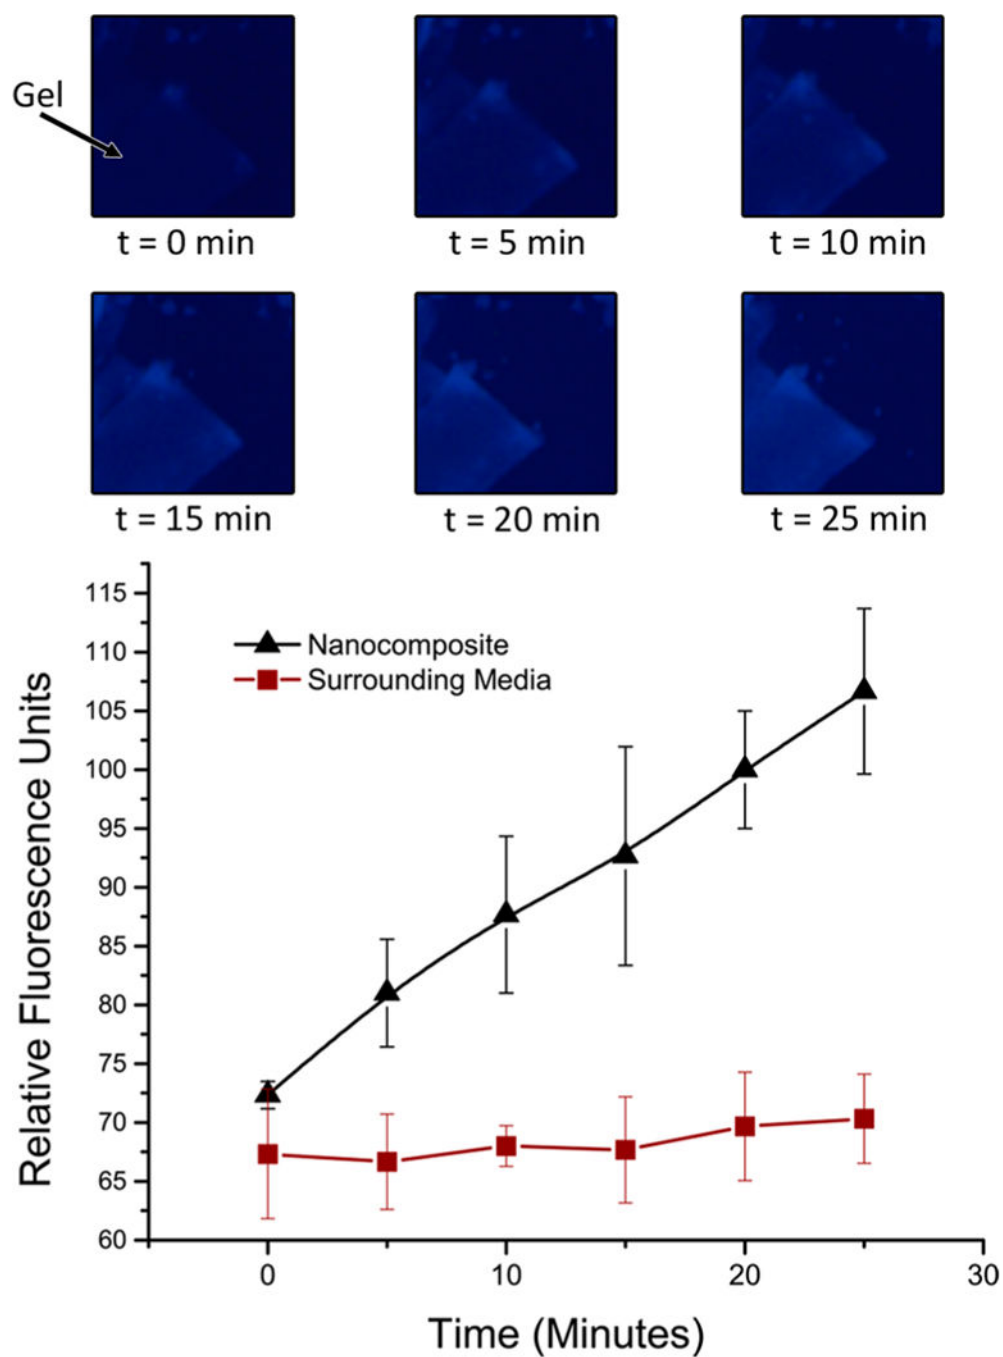 Gel
t = 0 min
t = 5 min
t = 10 min
t = 15 min
t = 20 min
t = 25 min
115
110
105
100
95
90
85
80
75
70
65
60
Nanocomposite
Surrounding Media
Relative Fluorescence Units
0
10
20
30
Time (Minutes)